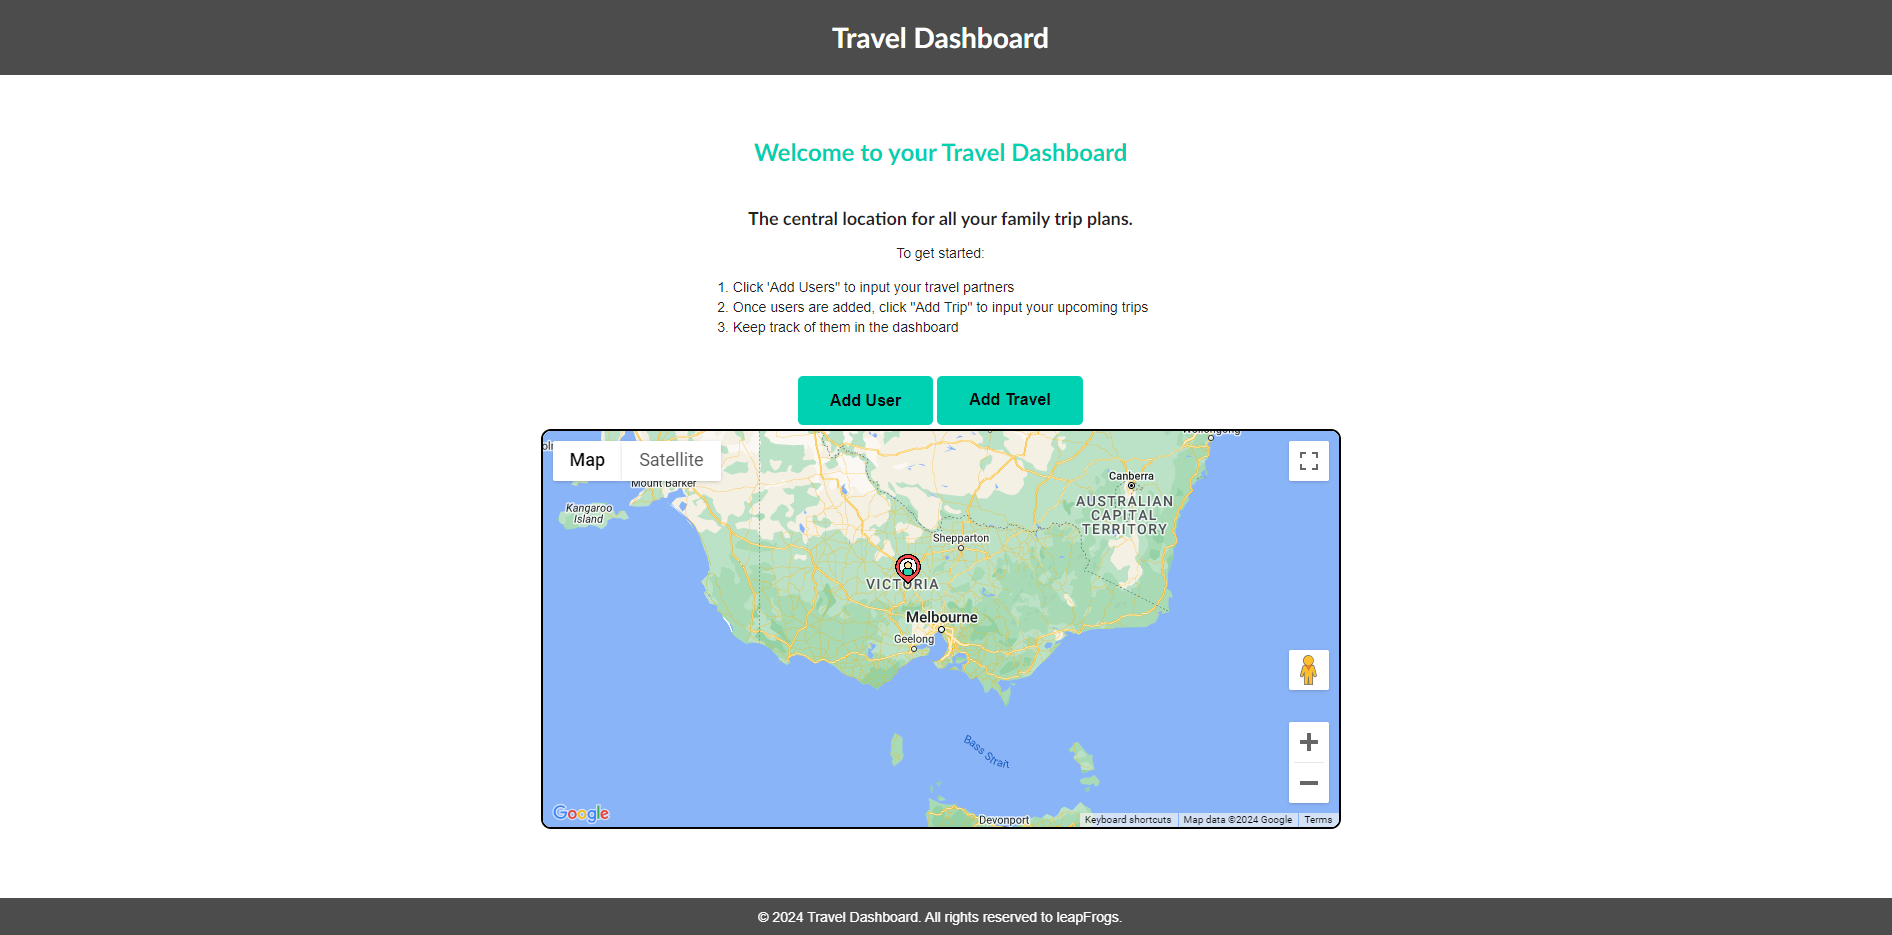 Travel Dashboard
Welcome to your Travel Dashboard
The central location for all your family trip plans.
To get started:
1. Click 'Add Users" to input your travel partners
2. Once users are added, click "Add Trip" to input your upcoming trips
3. Keep track of them in the dashboard
Add User
Add Travel
Map
Satellite
Mount Barker
Kangaroo
Island
Canberra
AUSTRALIAN
CAPITAL
TERRITORY
Shepparton
VICTORIA
Melbourne
Geelong
Bass Strait
Devonport
Google
Keyboard shortcuts
Map data ©2024 Google
Terms
© 2024 Travel Dashboard. All rights reserved to leapFrogs.